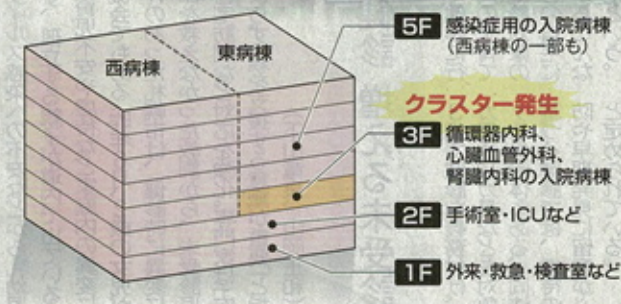 西病棟
東病棟
5F 感染症用の入院病棟
(西病棟の一部も)
クラスター発生
3F 循環器内科、
心臓血管外科、
腎臓内科の入院病棟
2F 手術室・ICUなど
1F 外来・救急・検査室など